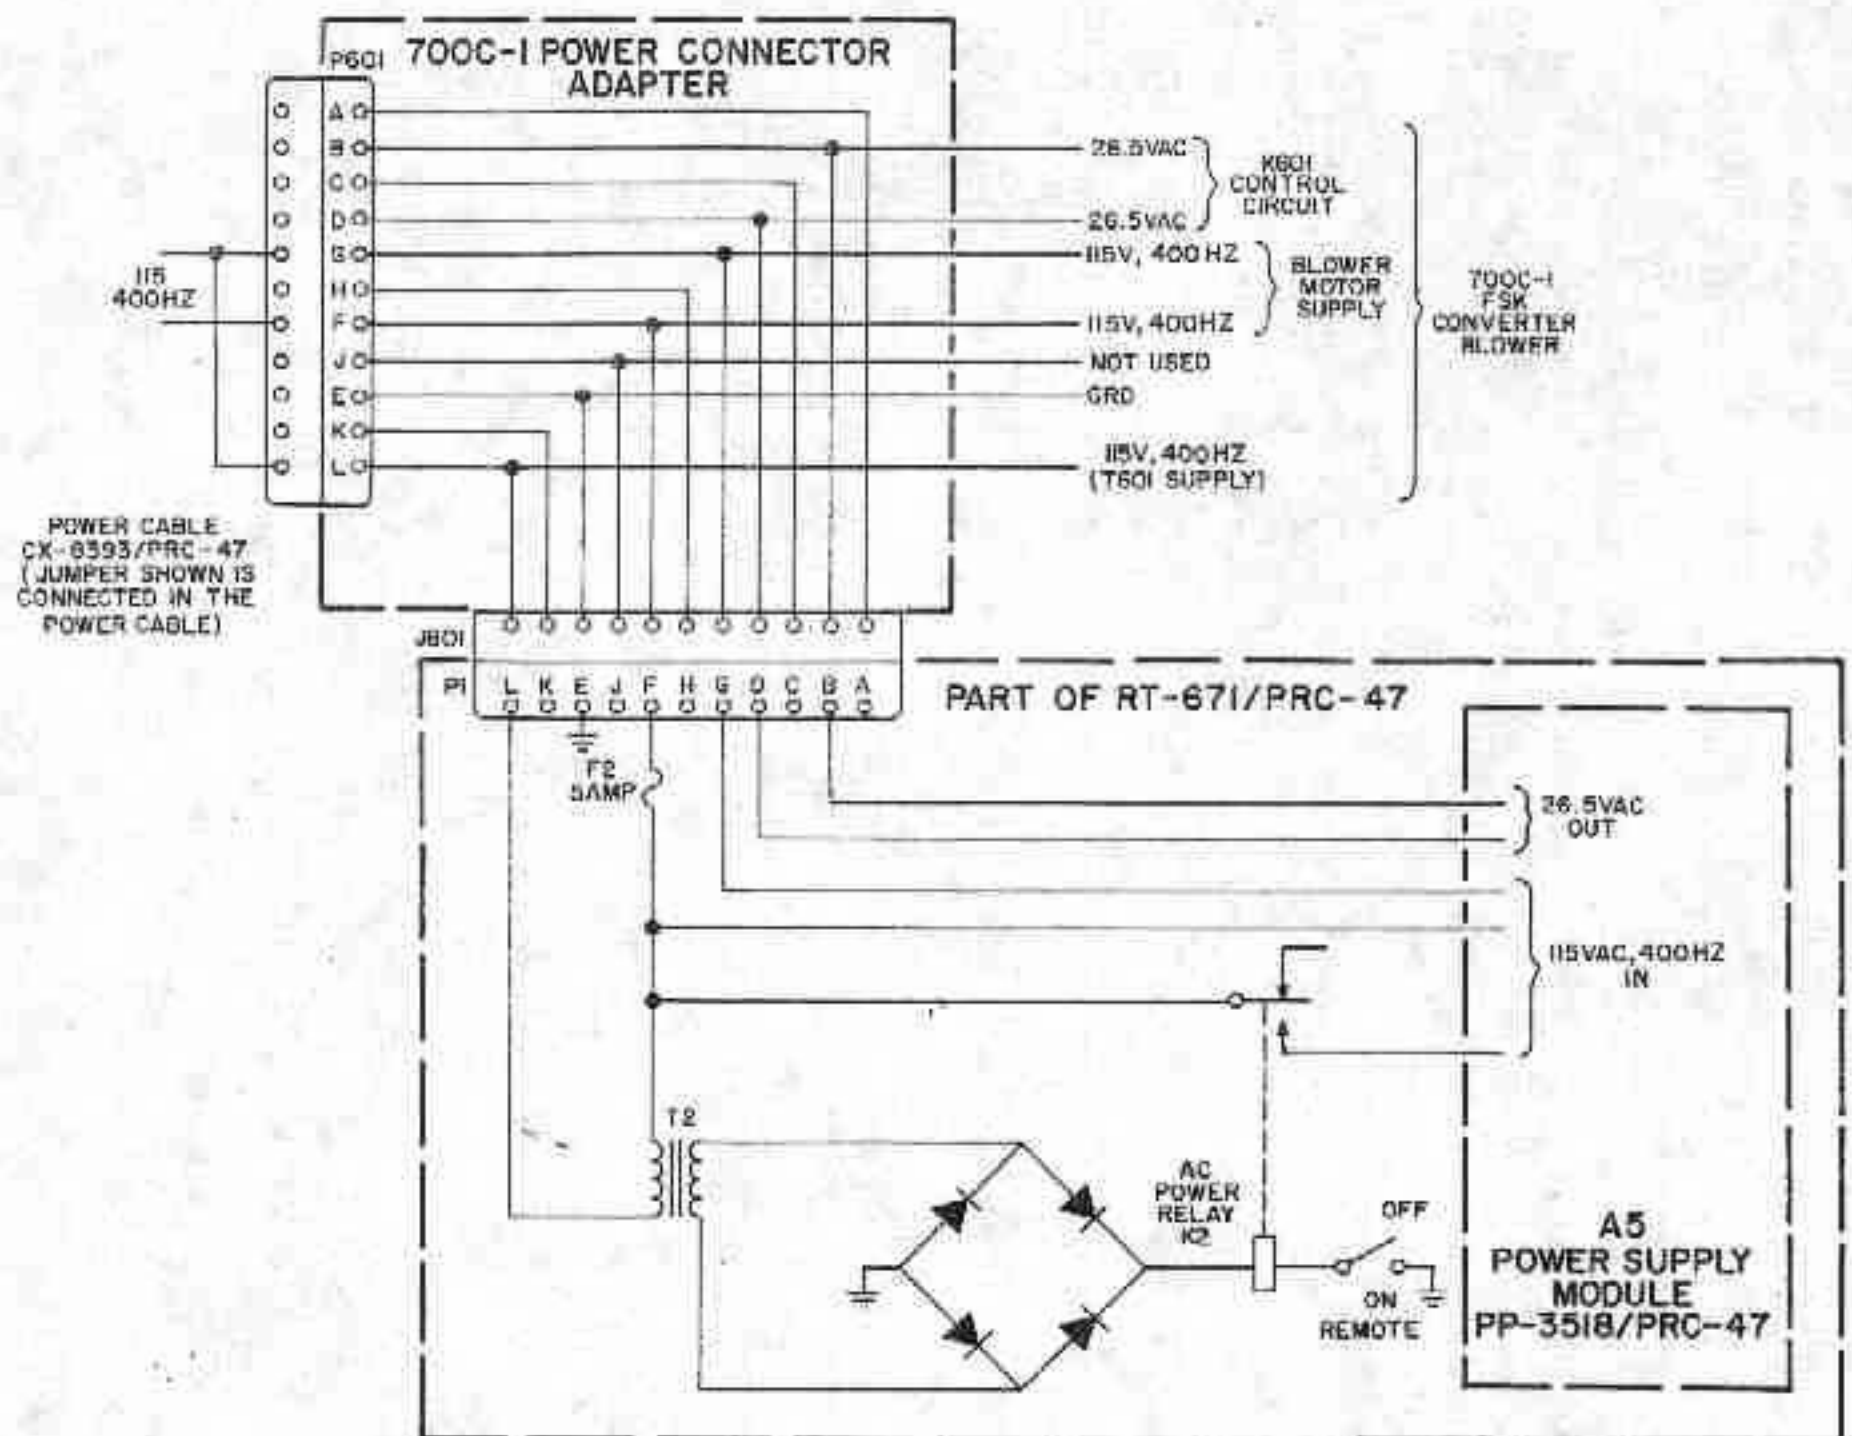 P601
700C-1 POWER CONNECTOR
ADAPTER
A
B
C
D
G
H
F
J
E
K
L
115
400HZ
26.5VAC
26.5VAC
K601
CONTROL
CIRCUIT
115V, 400HZ
115V, 400HZ
BLOWER
MOTOR
SUPPLY
NOT USED
GRD
115V, 400HZ
(T601 SUPPLY)
700C-1
FSK
CONVERTER
BLOWER
POWER CABLE
CX-8393/PRC-47
(JUMPER SHOWN IS
CONNECTED IN THE
POWER CABLE)
J801
P1
L K E J F H G D C B A
PART OF RT-671/PRC-47
F2
5AMP
26.5VAC
OUT
115VAC, 400HZ
IN
T2
AC
POWER
RELAY
K2
OFF
ON
REMOTE
A5
POWER SUPPLY
MODULE
PP-3518/PRC-47